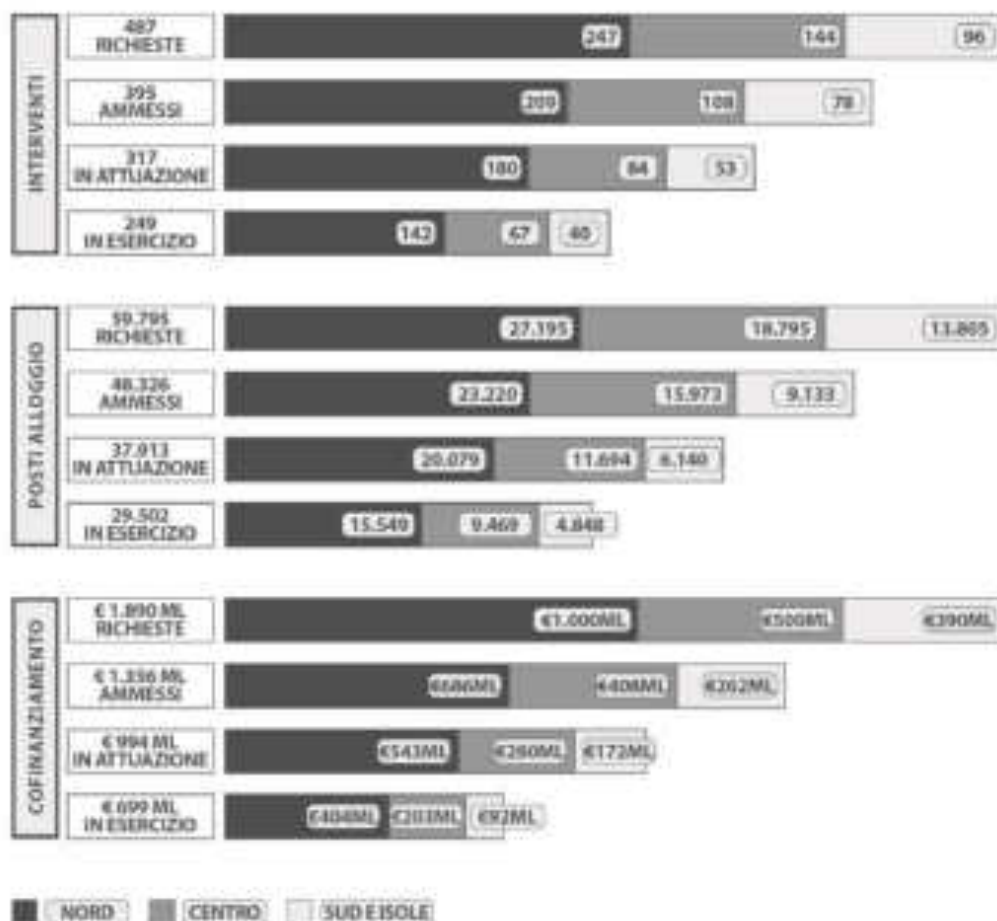 INTERVENTI
487
RICHIESTE
247 144 96
395
AMMESSI
209 108 78
317
IN ATTUAZIONE
180 84 53
249
IN ESERCIZIO
142 67 40
POSTI ALLOGGIO
59.795
RICHIESTE
27.195 18.795 13.805
48.326
AMMESSI
23.220 15.973 9.133
37.913
IN ATTUAZIONE
20.079 11.694 6.140
29.502
IN ESERCIZIO
15.549 9.469 4.848
COFINANZIAMENTO
€ 1.890 ML
RICHIESTE
€1.000ML €500ML €390ML
€ 1.356 ML
AMMESSI
€686ML €408ML €262ML
€ 994 ML
IN ATTUAZIONE
€543ML €280ML €172ML
€ 699 ML
IN ESERCIZIO
€404ML €203ML €92ML
NORD CENTRO SUD E ISOLE